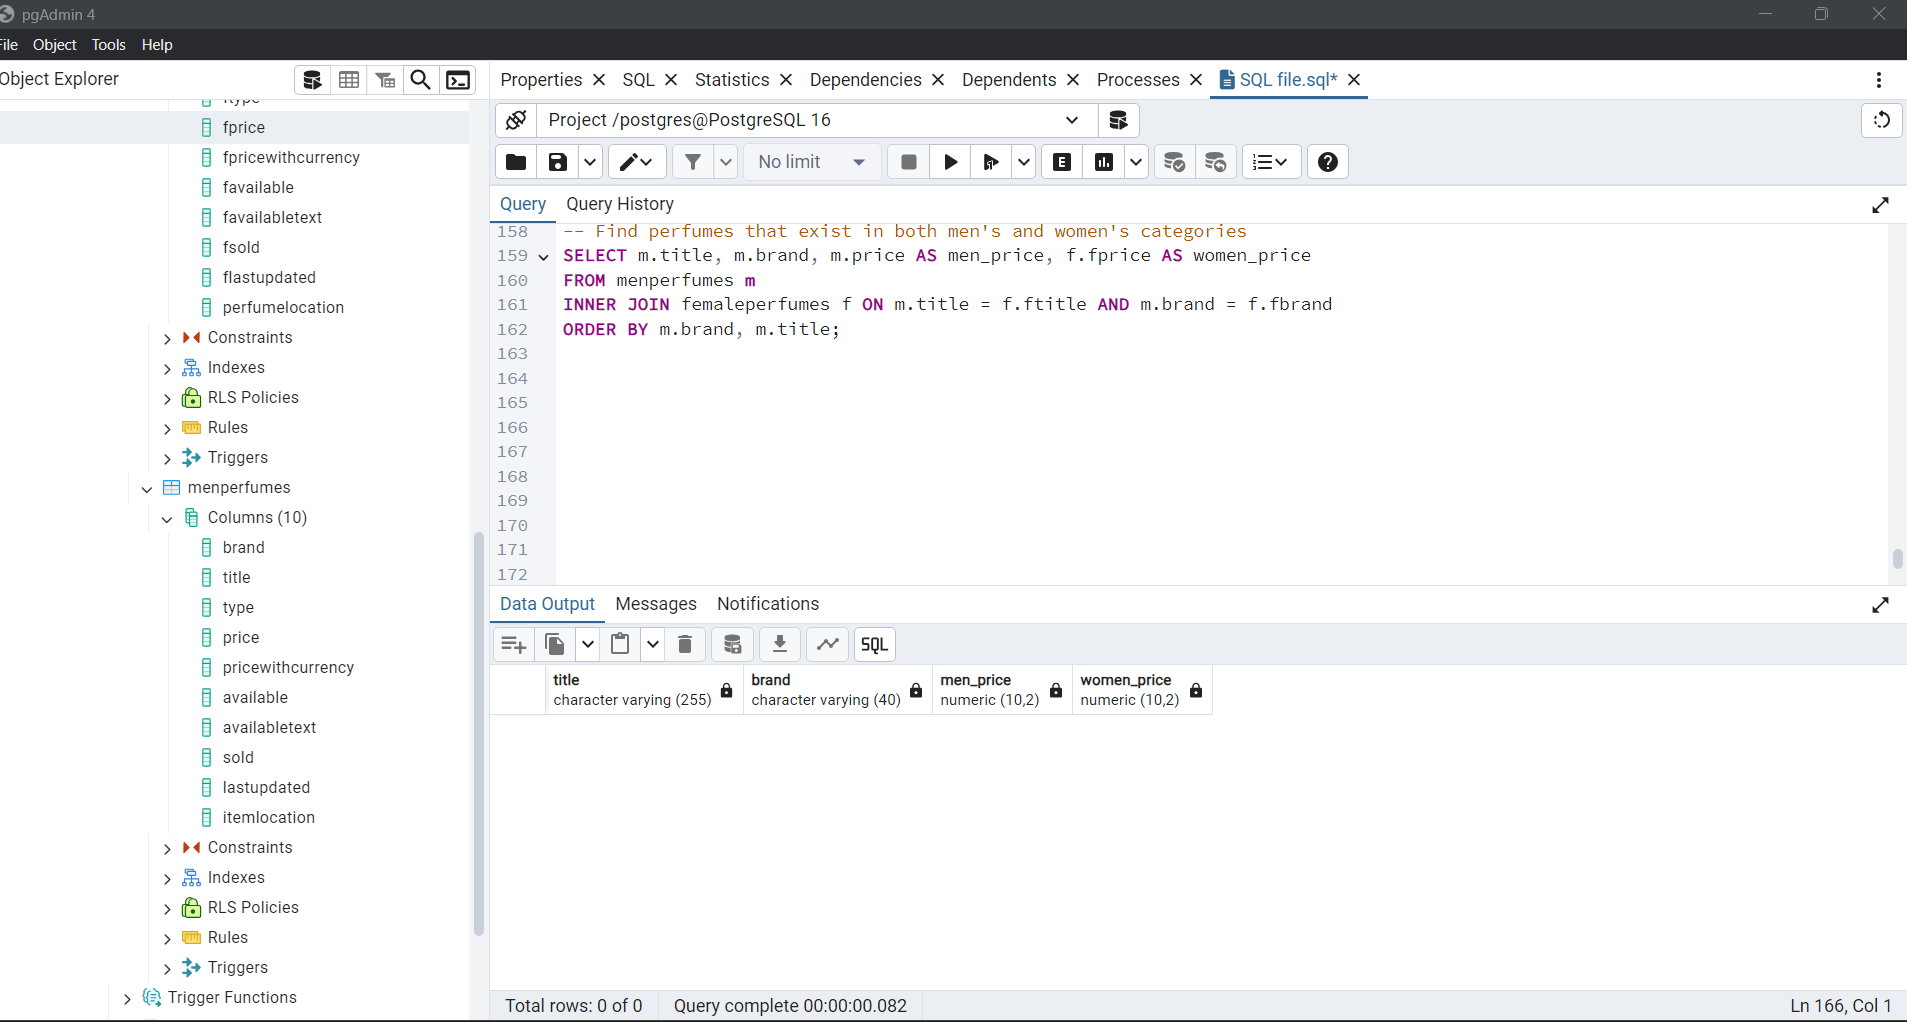 pgAdmin 4
File Object Tools Help
Object Explorer
ftype
fprice
fpricewithcurrency
favailable
favailabletext
fsold
flastupdated
perfumelocation
Constraints
Indexes
RLS Policies
Rules
Triggers
menperfumes
Columns (10)
brand
title
type
price
pricewithcurrency
available
availabletext
sold
lastupdated
itemlocation
Constraints
Indexes
RLS Policies
Rules
Triggers
Trigger Functions
Properties SQL Statistics Dependencies Dependents Processes SQL file.sql*
Project /postgres@PostgreSQL 16
No limit E
Query Query History
158 -- Find perfumes that exist in both men's and women's categories
159 SELECT m.title, m.brand, m.price AS men_price, f.fprice AS women_price
160 FROM menperfumes m
161 INNER JOIN femaleperfumes f ON m.title = f.ftitle AND m.brand = f.fbrand
162 ORDER BY m.brand, m.title;
163
164
165
166
167
168
169
170
171
172
Data Output Messages Notifications
SQL
title brand men_price women_price
character varying (255) character varying (40) numeric (10,2) numeric (10,2)
Total rows: 0 of 0 Query complete 00:00:00.082 Ln 166, Col 1